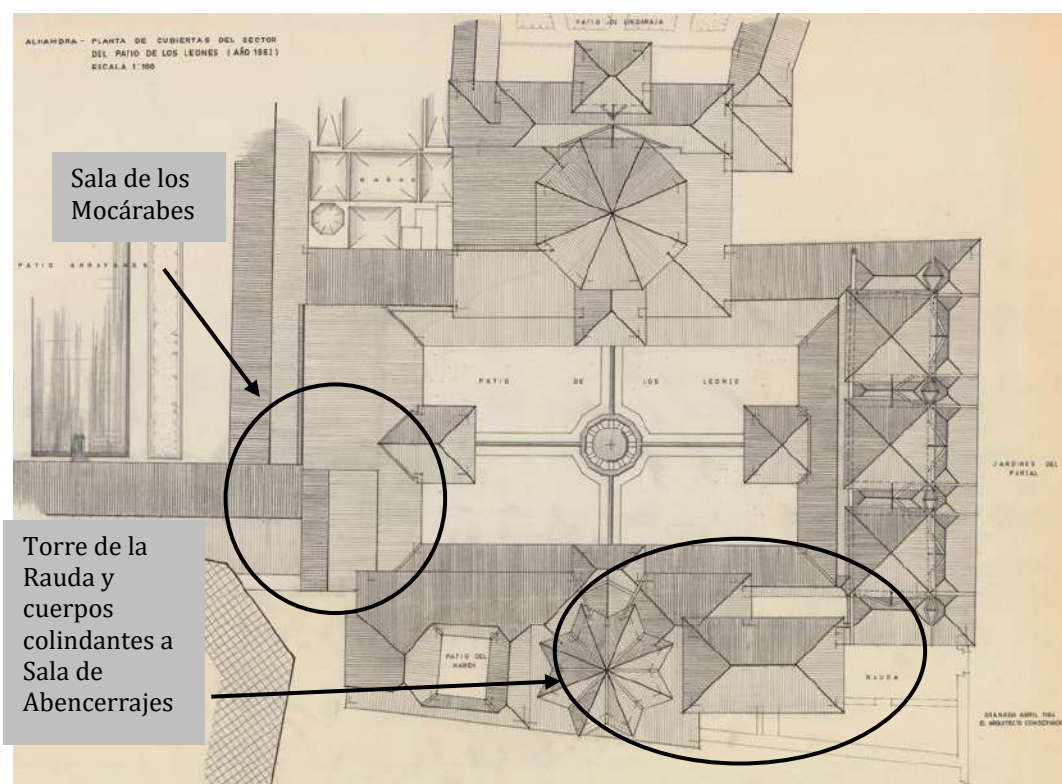 ALHAMBRA - PLANTA DE CUBIERTAS DEL SECTOR
DEL PATIO DE LOS LEONES (AÑO 1982)
ESCALA 1:100
PATIO DE LINDARAJA
Sala de los
Mocárabes
BAÑOS
PATIO ARRAYANES
PATIO DE LOS LEONES
JARDINES DEL
PARTAL
Torre de la
Rauda y
cuerpos
colindantes a
Sala de
Abencerrajes
PATIO DEL
HAREN
RAUDA
GRANADA ABRIL 1984
EL ARQUITECTO CONSERVADOR